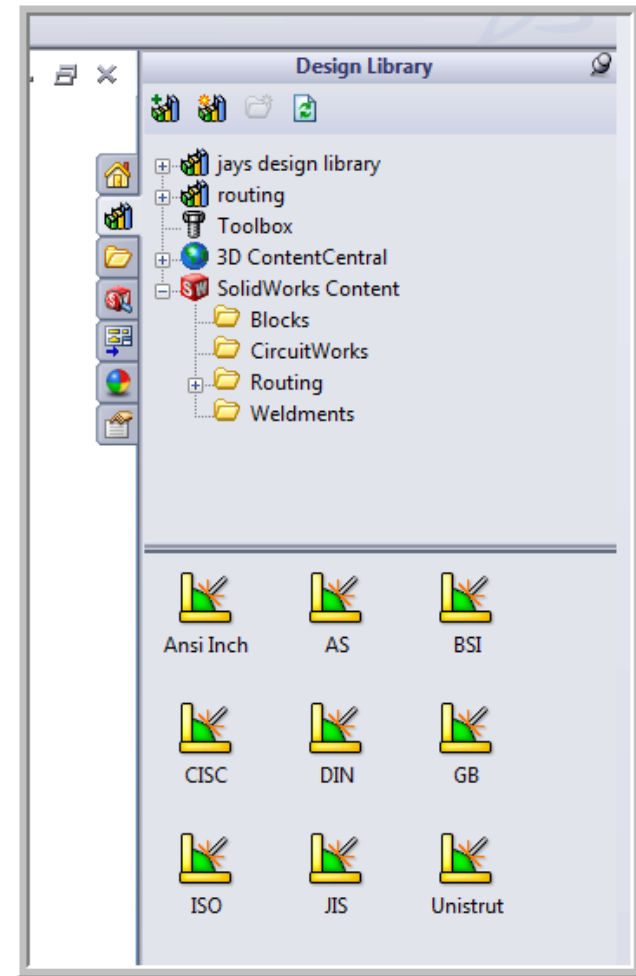 Design Library
jays design library
routing
Toolbox
3D ContentCentral
SolidWorks Content
Blocks
CircuitWorks
Routing
Weldments
Ansi Inch AS BSI
CISC DIN GB
ISO JIS Unistrut